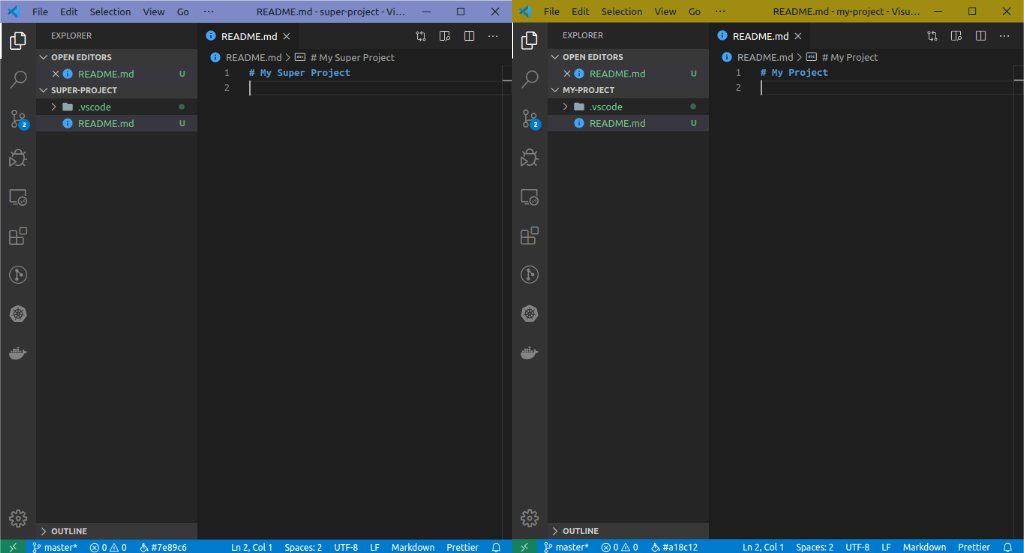 File Edit Selection View Go ··· README.md - super-project - Vi...
EXPLORER
OPEN EDITORS
README.md U
SUPER-PROJECT
.vscode
README.md U
OUTLINE
README.md
README.md > # My Super Project
1 # My Super Project
2
2
master* 0 0 #7e89c6 Ln 2, Col 1 Spaces: 2 UTF-8 LF Markdown Prettier
File Edit Selection View Go ··· README.md - my-project - Visu...
EXPLORER
OPEN EDITORS
README.md U
MY-PROJECT
.vscode
README.md U
OUTLINE
README.md
README.md > # My Project
1 # My Project
2
2
master* 0 0 #a18c12 Ln 2, Col 1 Spaces: 2 UTF-8 LF Markdown Prettier